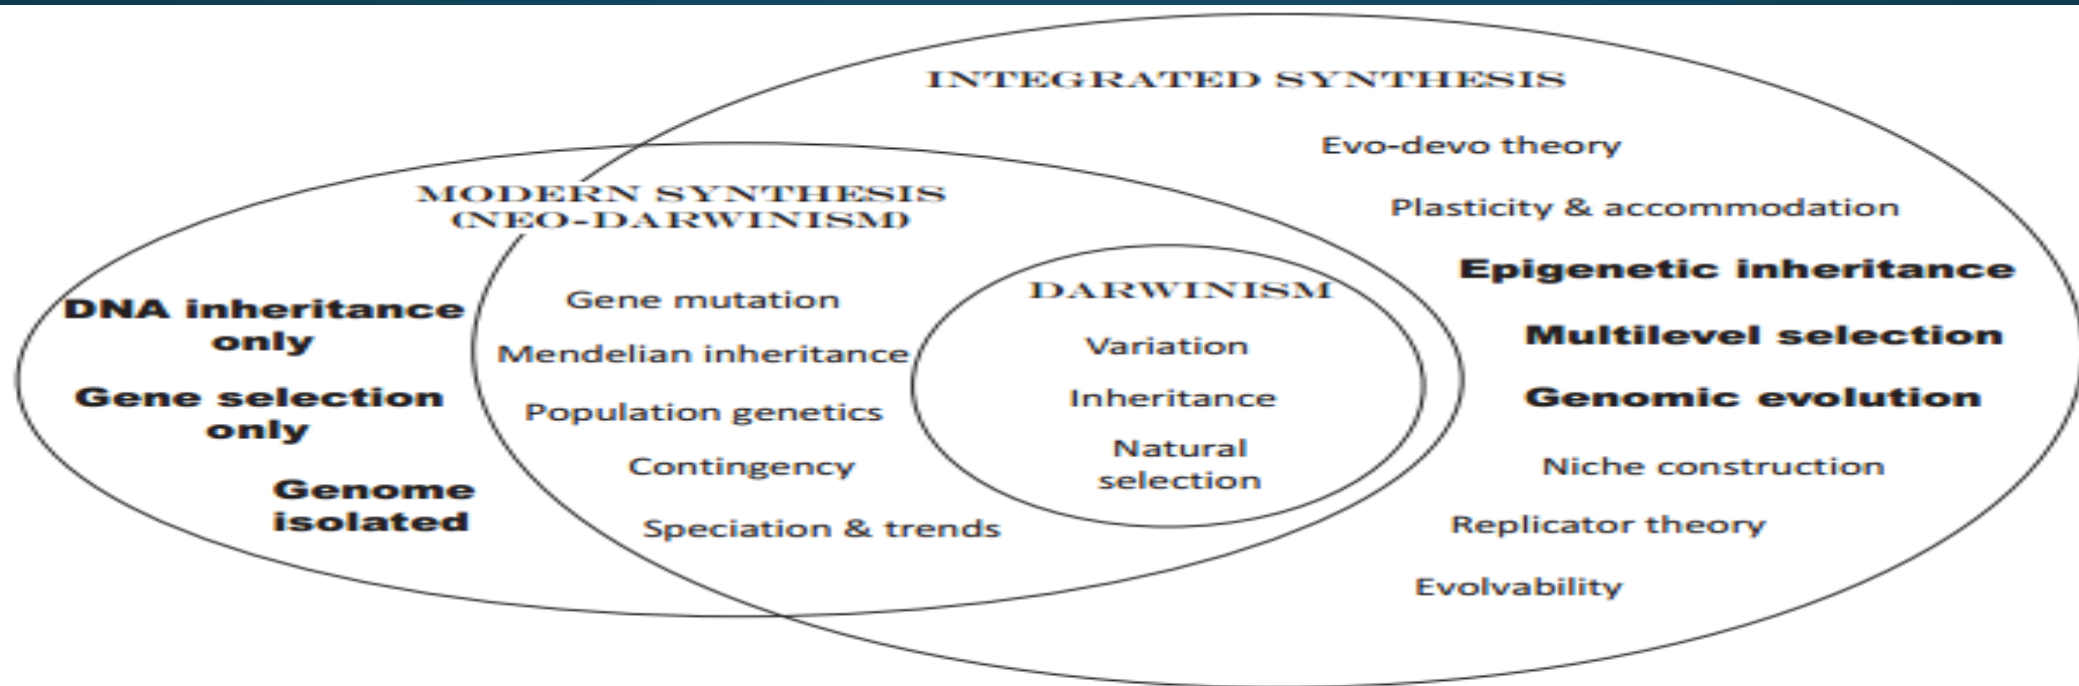 INTEGRATED SYNTHESIS
Evo-devo theory
Plasticity & accommodation
Epigenetic inheritance
Multilevel selection
Genomic evolution
Niche construction
Replicator theory
Evolvability
MODERN SYNTHESIS
(NEO-DARWINISM)
DNA inheritance
only
Gene selection
only
Genome
isolated
Gene mutation
Mendelian inheritance
Population genetics
Contingency
Speciation & trends
DARWINISM
Variation
Inheritance
Natural
selection